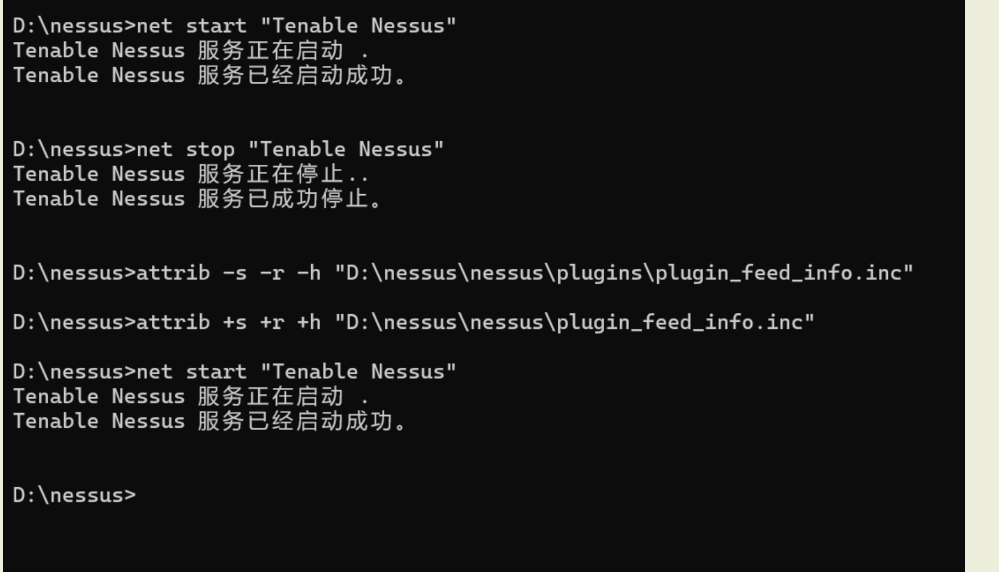 D:\nessus>net start "Tenable Nessus"
Tenable Nessus 服务正在启动 .
Tenable Nessus 服务已经启动成功。
D:\nessus>net stop "Tenable Nessus"
Tenable Nessus 服务正在停止..
Tenable Nessus 服务已成功停止。
D:\nessus>attrib -s -r -h "D:\nessus\nessus\plugins\plugin_feed_info.inc"
D:\nessus>attrib +s +r +h "D:\nessus\nessus\plugin_feed_info.inc"
D:\nessus>net start "Tenable Nessus"
Tenable Nessus 服务正在启动 .
Tenable Nessus 服务已经启动成功。
D:\nessus>